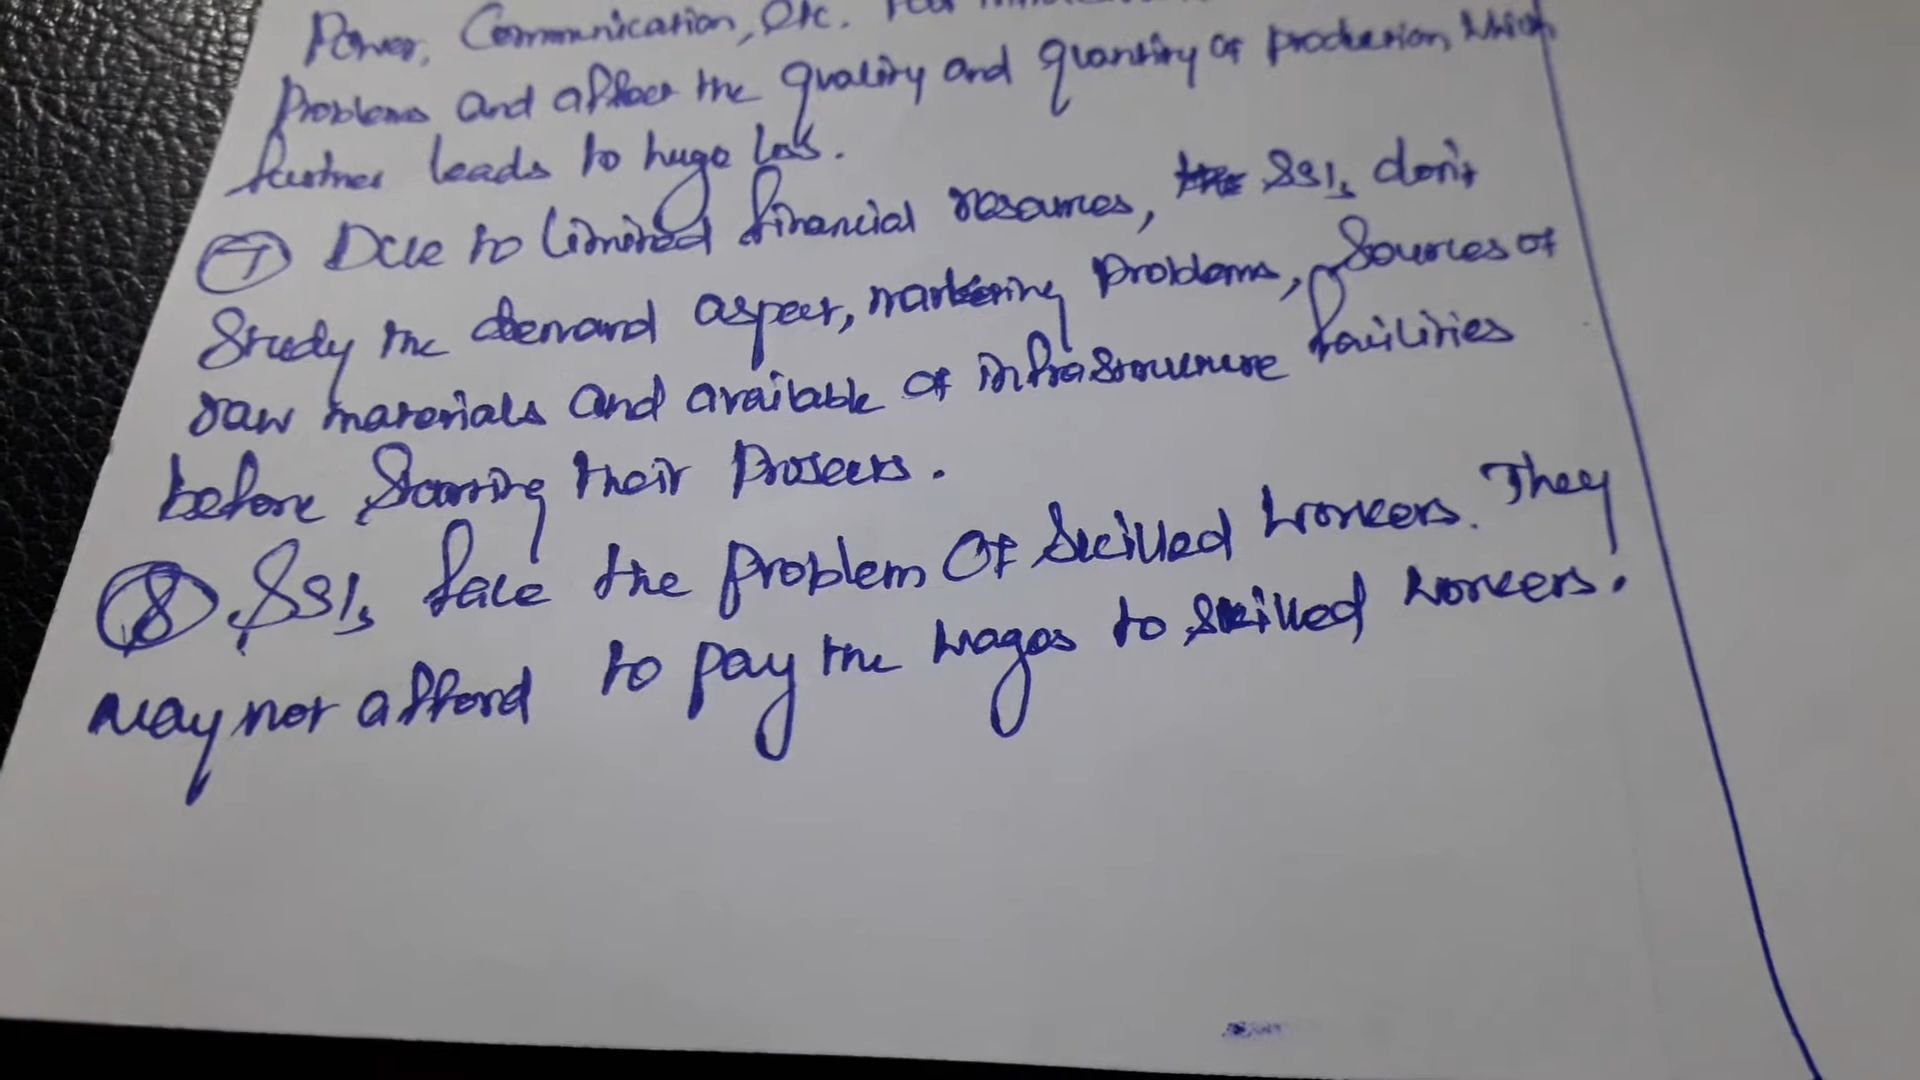 Power, Communication, Etc.
Problems and affect the quality and quantity of production which
further leads to huge loss.
7 Due to limited financial resources, the SSIs don't
Study the demand aspect, marketing problems, Sources of
raw materials and available of infrastructure facilities
before starting their Projects.
8 SSIs face the problem Of skilled workers. They
may not afford to pay the wages to skilled workers.